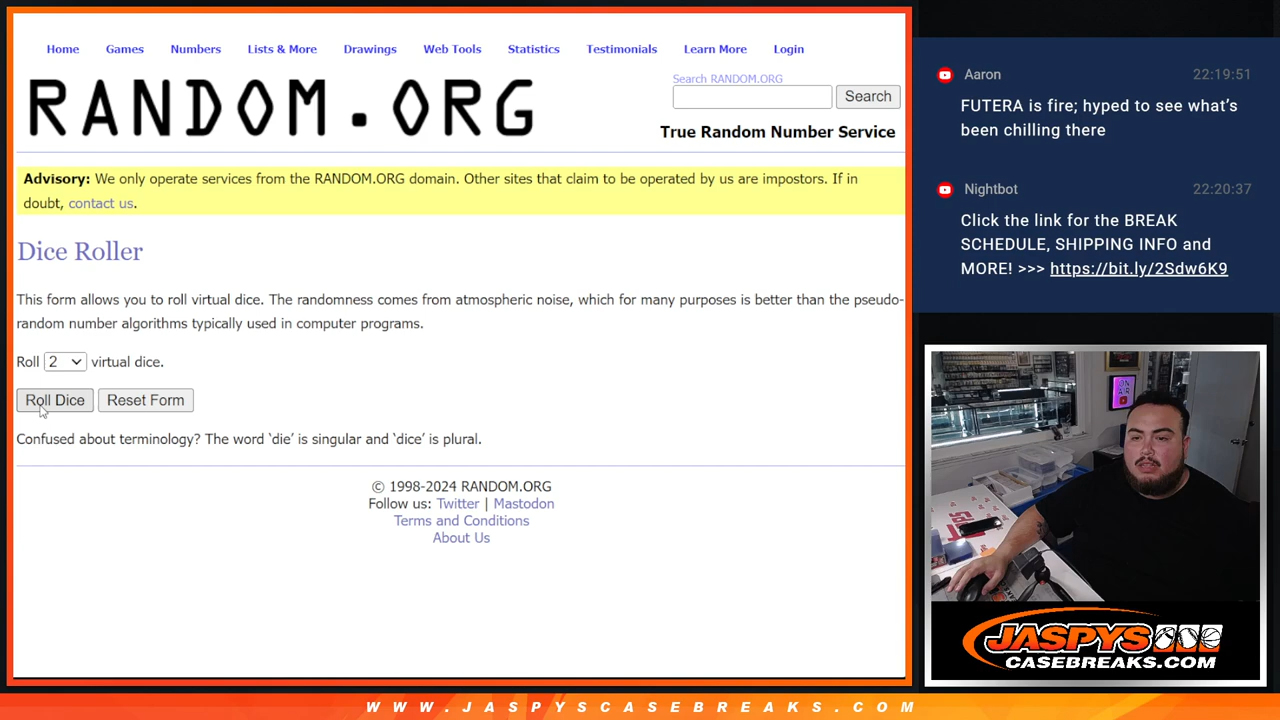 Home Games Numbers Lists & More Drawings Web Tools Statistics Testimonials Learn More Login
RANDOM.ORG
Search RANDOM.ORG
Search
True Random Number Service
Advisory: We only operate services from the RANDOM.ORG domain. Other sites that claim to be operated by us are impostors. If in
doubt, contact us.
Dice Roller
This form allows you to roll virtual dice. The randomness comes from atmospheric noise, which for many purposes is better than the pseudo-
random number algorithms typically used in computer programs.
Roll 2 virtual dice.
Roll Dice Reset Form
Confused about terminology? The word ‘die’ is singular and ‘dice’ is plural.
© 1998-2024 RANDOM.ORG
Follow us: Twitter | Mastodon
Terms and Conditions
About Us
Aaron 22:19:51
FUTERA is fire; hyped to see what’s
been chilling there
Nightbot 22:20:37
Click the link for the BREAK
SCHEDULE, SHIPPING INFO and
MORE! >>> https://bit.ly/2Sdw6K9
ON
AIR
JASPYS
CASEBREAKS.COM
WWW.JASPYSCASEBREAKS.COM